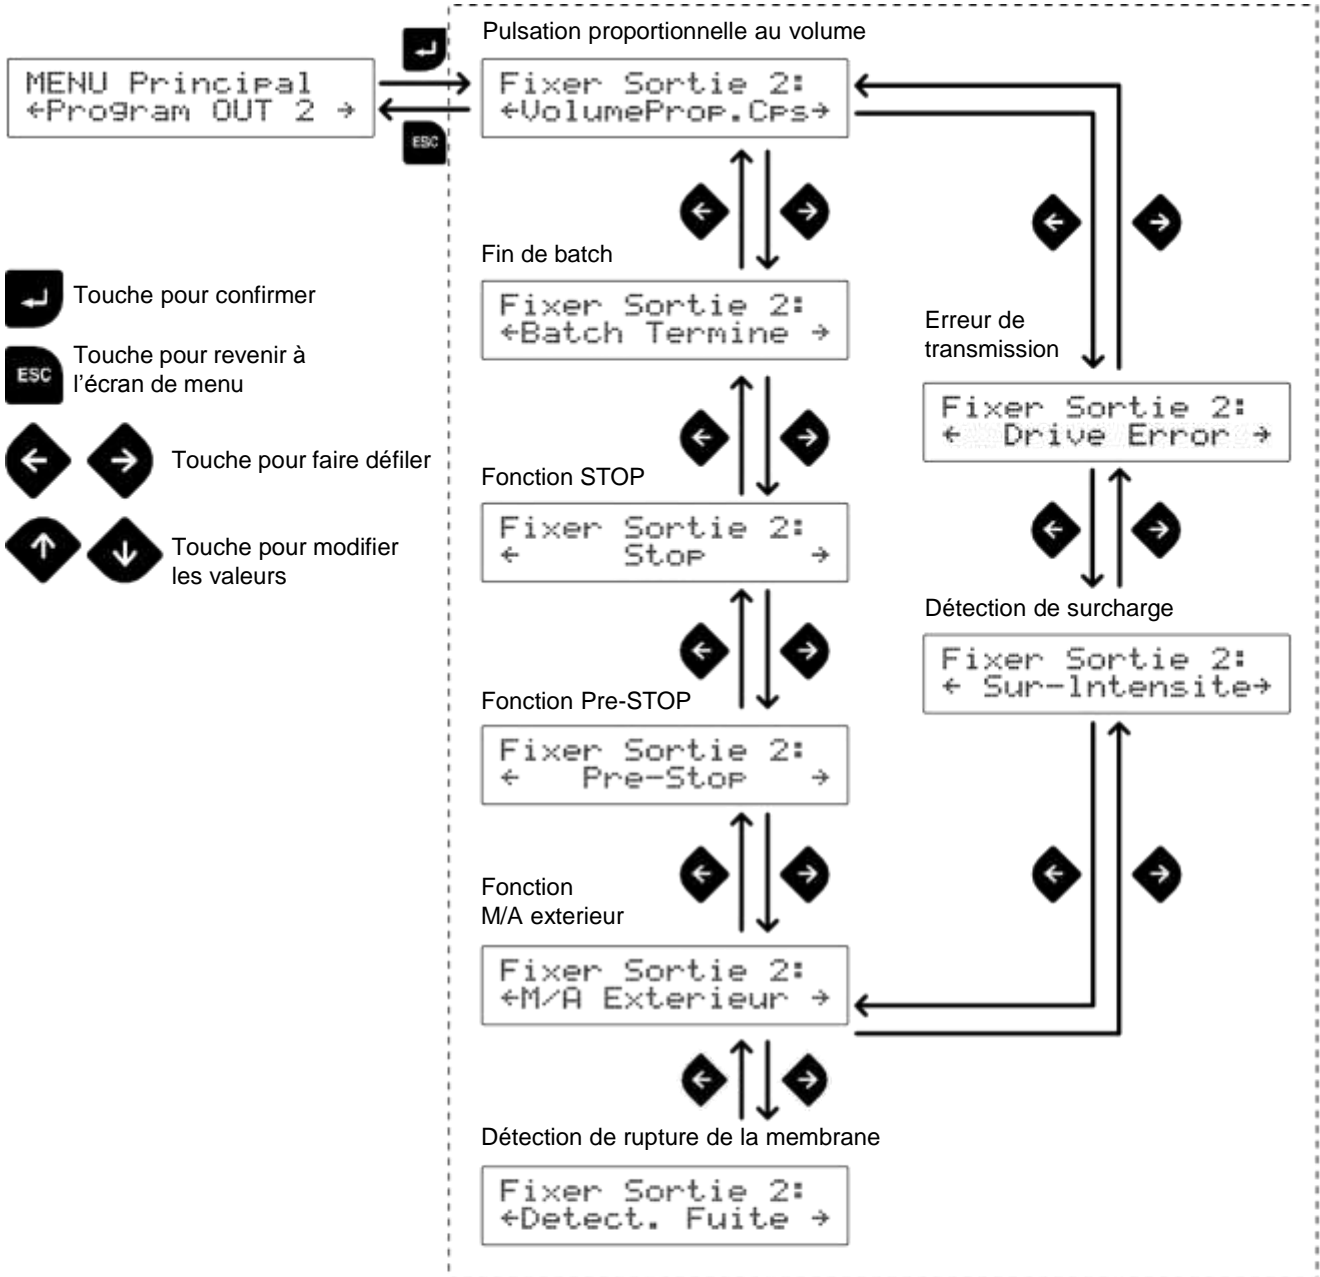 Pulsation proportionnelle au volume
MENU Principal
←Program OUT 2 →
ESC
Fixer Sortie 2:
←VolumeProp.Cps→
Fin de batch
Fixer Sortie 2:
←Batch Termine →
Fonction STOP
Fixer Sortie 2:
← Stop →
Fonction Pre-STOP
Fixer Sortie 2:
← Pre-Stop →
Fonction
M/A exterieur
Fixer Sortie 2:
←M/A Exterieur →
Détection de rupture de la membrane
Fixer Sortie 2:
←Detect. Fuite →
Erreur de
transmission
Fixer Sortie 2:
← Drive Error →
Détection de surcharge
Fixer Sortie 2:
← Sur-lntensite→
Touche pour confirmer
ESC
Touche pour revenir à
l'écran de menu
Touche pour faire défiler
Touche pour modifier
les valeurs